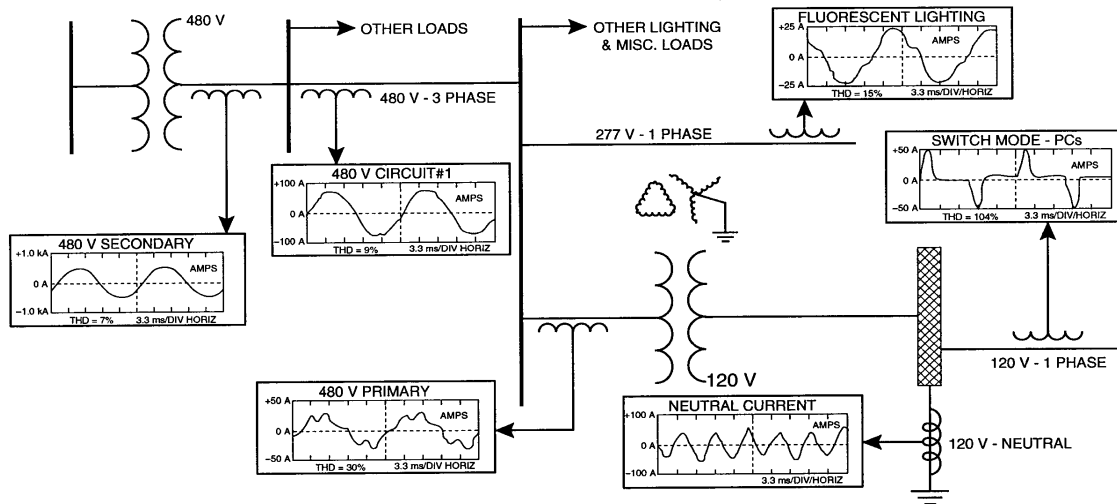 480 V
OTHER LOADS
480 V - 3 PHASE
OTHER LIGHTING
& MISC. LOADS
FLUORESCENT LIGHTING
+25 A
0 A
−25 A
AMPS
THD = 15%
3.3 ms/DIV/HORIZ
277 V - 1 PHASE
SWITCH MODE - PCs
+50 A
0 A
−50 A
AMPS
THD = 104%
3.3 ms/DIV/HORIZ
480 V CIRCUIT#1
+100 A
0 A
−100 A
AMPS
THD = 9%
3.3 ms/DIV HORIZ
480 V SECONDARY
+1.0 kA
0 A
−1.0 kA
AMPS
THD = 7%
3.3 ms/DIV HORIZ
120 V - 1 PHASE
120 V
480 V PRIMARY
+50 A
0 A
−50 A
AMPS
THD = 30%
3.3 ms/DIV HORIZ
NEUTRAL CURRENT
+100 A
0 A
−100 A
AMPS
3.3 ms/DIV/HORIZ
120 V - NEUTRAL